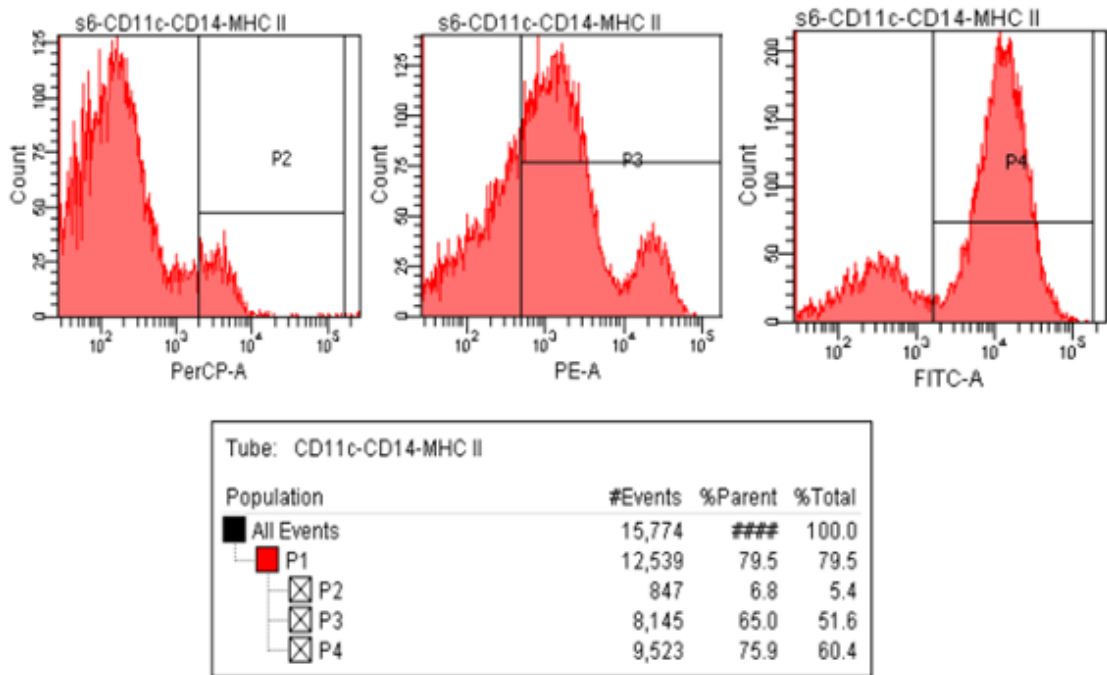 s6-CD11c-CD14-MHC II
125
100
75
50
25
0
Count
P2
10^2 10^3 10^4 10^5
PerCP-A
s6-CD11c-CD14-MHC II
125
100
75
50
25
0
Count
P3
10^2 10^3 10^4 10^5
PE-A
s6-CD11c-CD14-MHC II
200
150
100
50
0
Count
P4
10^2 10^3 10^4 10^5
FITC-A
Tube: CD11c-CD14-MHC II
Population #Events %Parent %Total
All Events 15,774 #### 100.0
P1 12,539 79.5 79.5
P2 847 6.8 5.4
P3 8,145 65.0 51.6
P4 9,523 75.9 60.4